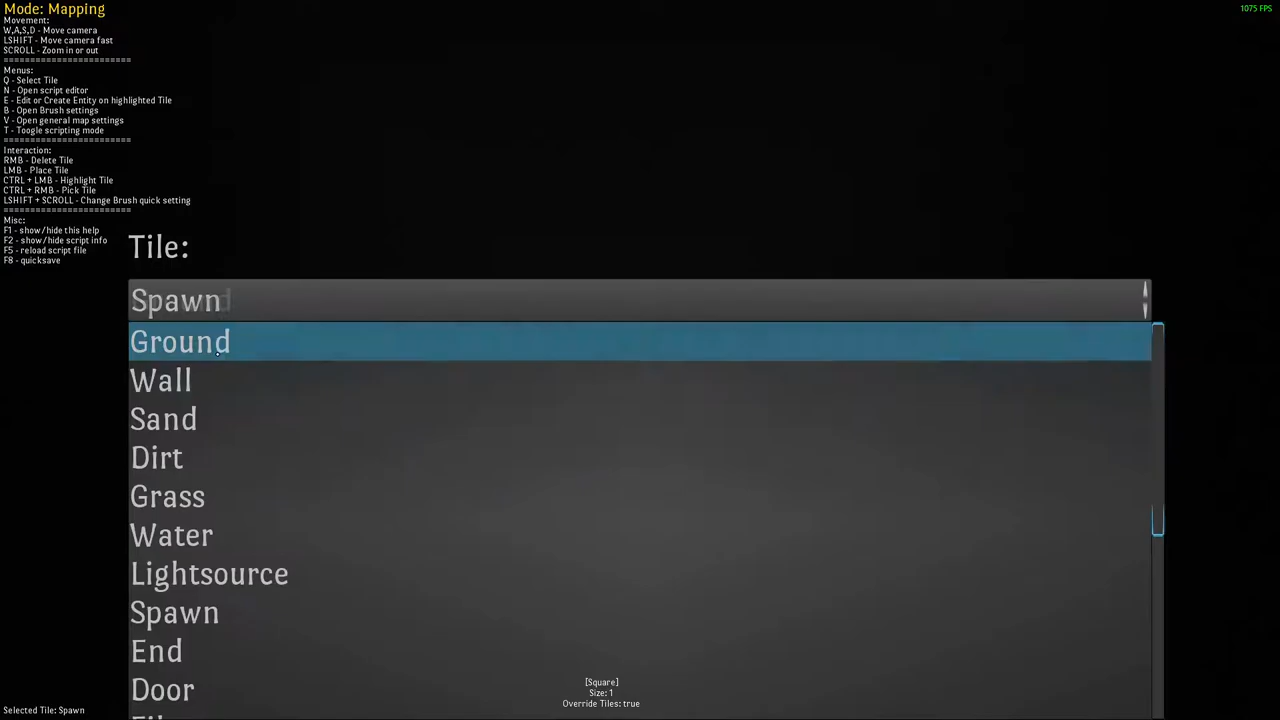 Mode: Mapping
1075 FPS
Movement:
W,A,S,D - Move camera
LSHIFT - Move camera fast
SCROLL - Zoom in or out
========================
Menus:
Q - Select Tile
N - Open script editor
E - Edit or Create Entity on highlighted Tile
B - Open Brush settings
V - Open general map settings
T - Toogle scripting mode
========================
Interaction:
RMB - Delete Tile
LMB - Place Tile
CTRL + LMB - Highlight Tile
CTRL + RMB - Pick Tile
LSHIFT + SCROLL - Change Brush quick setting
========================
Misc:
F1 - show/hide this help
F2 - show/hide script info
F5 - reload script file
F8 - quicksave
Tile:
Spawn
Ground
Wall
Sand
Dirt
Grass
Water
Lightsource
Spawn
End
Door
[Square]
Size: 1
Override Tiles: true
Selected Tile: Spawn